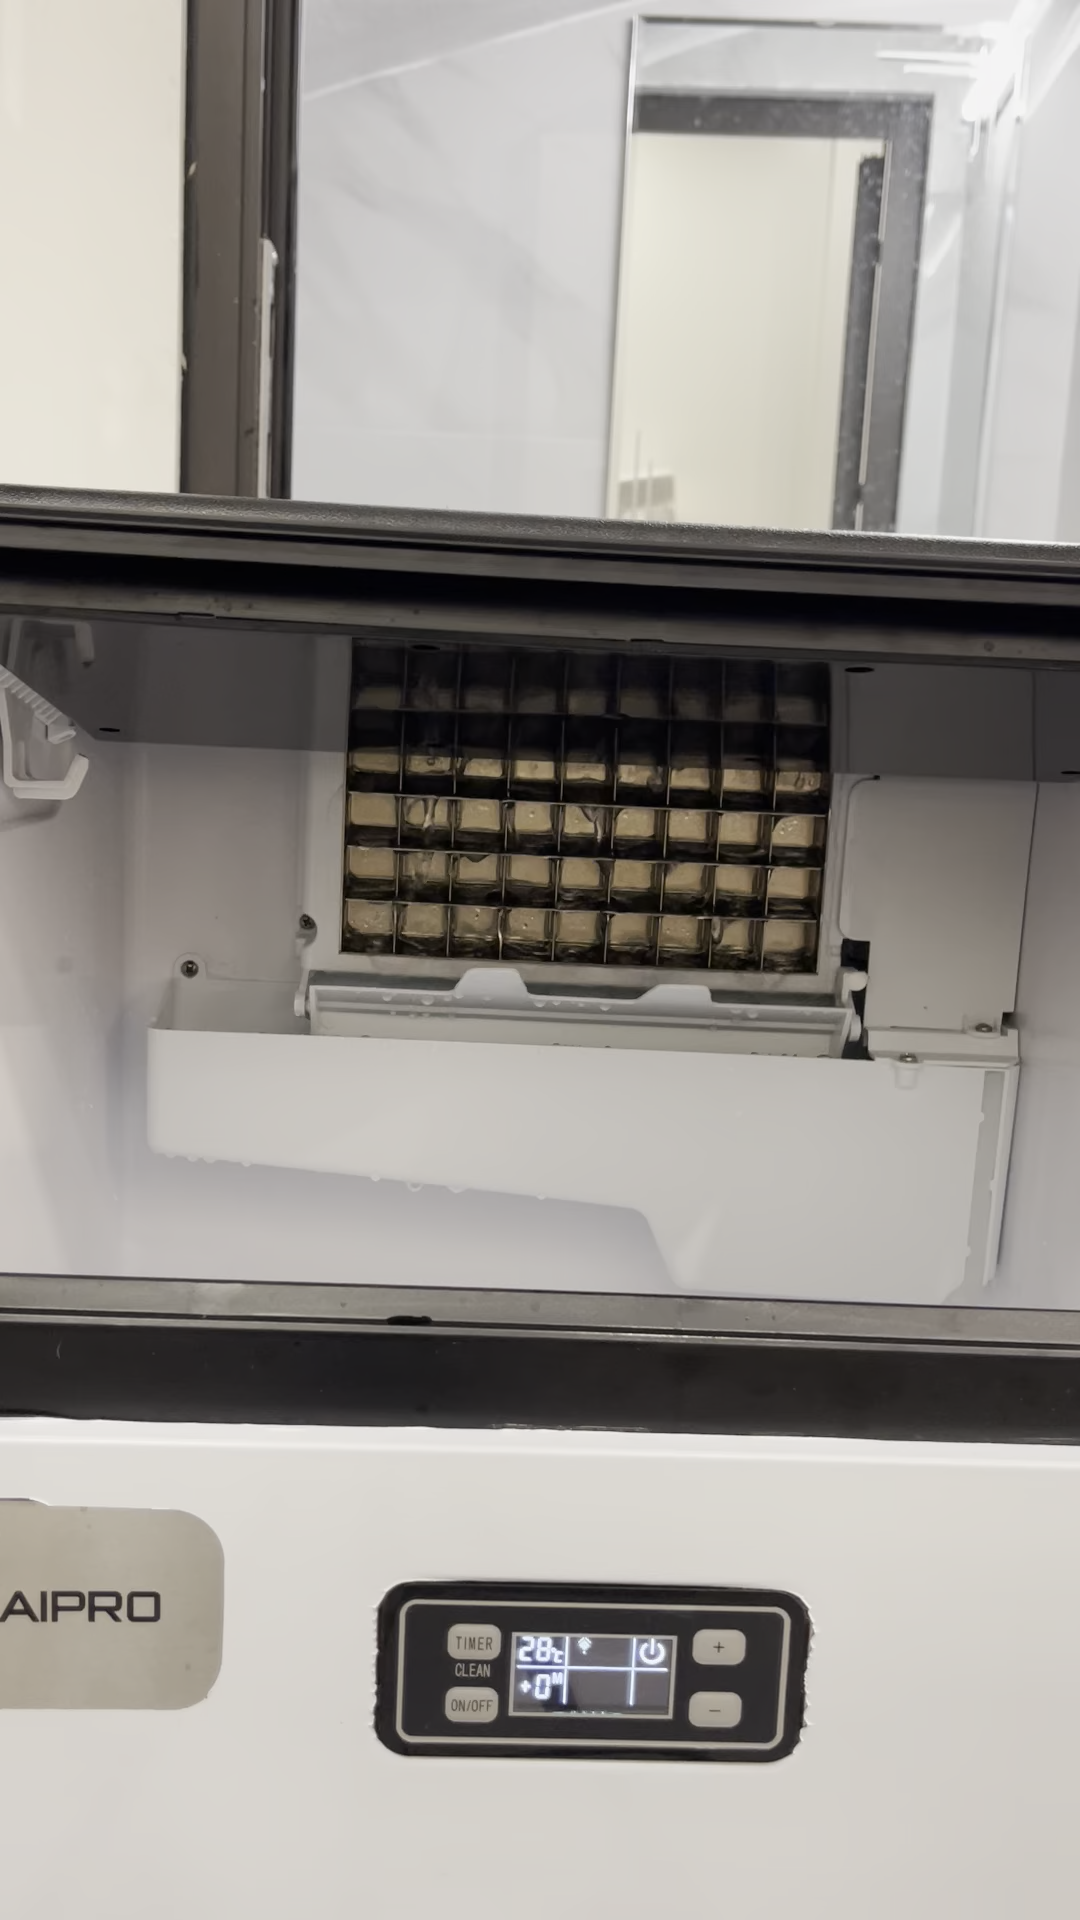 AIPRO
TIMER
CLEAN
ON/OFF
28℃
+0M
+
−